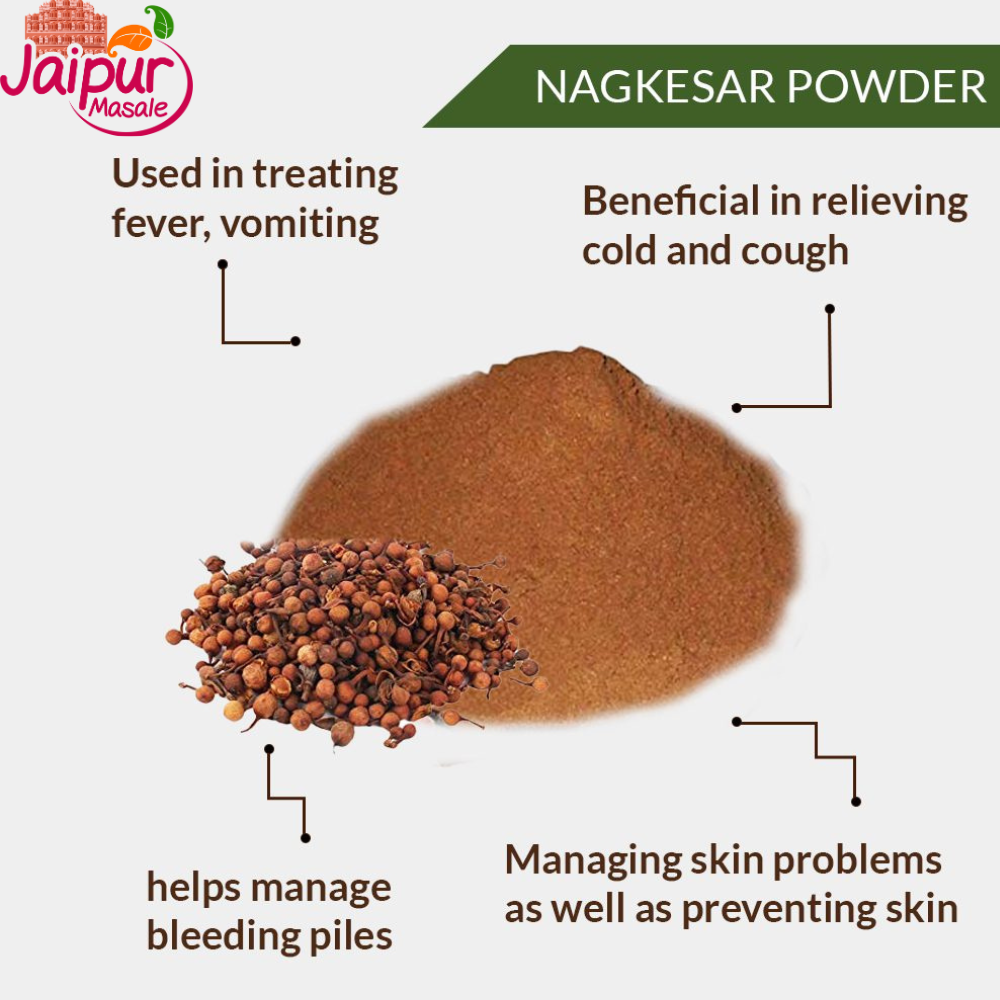 Jaipur
Masale
NAGKESAR POWDER
Used in treating
fever, vomiting
Beneficial in relieving
cold and cough
helps manage
bleeding piles
Managing skin problems
as well as preventing skin